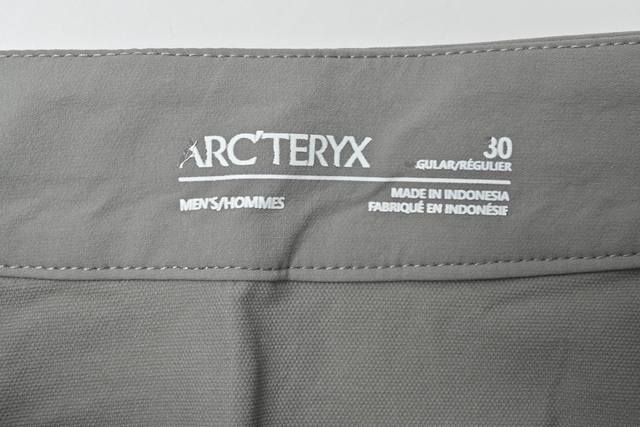 ARC'TERYX
30
GULAR/RÉGULIER
MEN'S/HOMMES
MADE IN INDONESIA
FABRIQUÉ EN INDONÉSIE